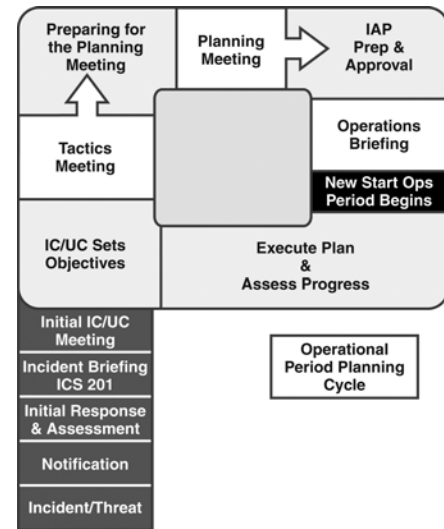 Preparing for
the Planning
Meeting
Planning
Meeting
IAP
Prep &
Approval
Tactics
Meeting
Operations
Briefing
New Start Ops
Period Begins
IC/UC Sets
Objectives
Execute Plan
&
Assess Progress
Initial IC/UC
Meeting
Incident Briefing
ICS 201
Initial Response
& Assessment
Notification
Incident/Threat
Operational
Period Planning
Cycle